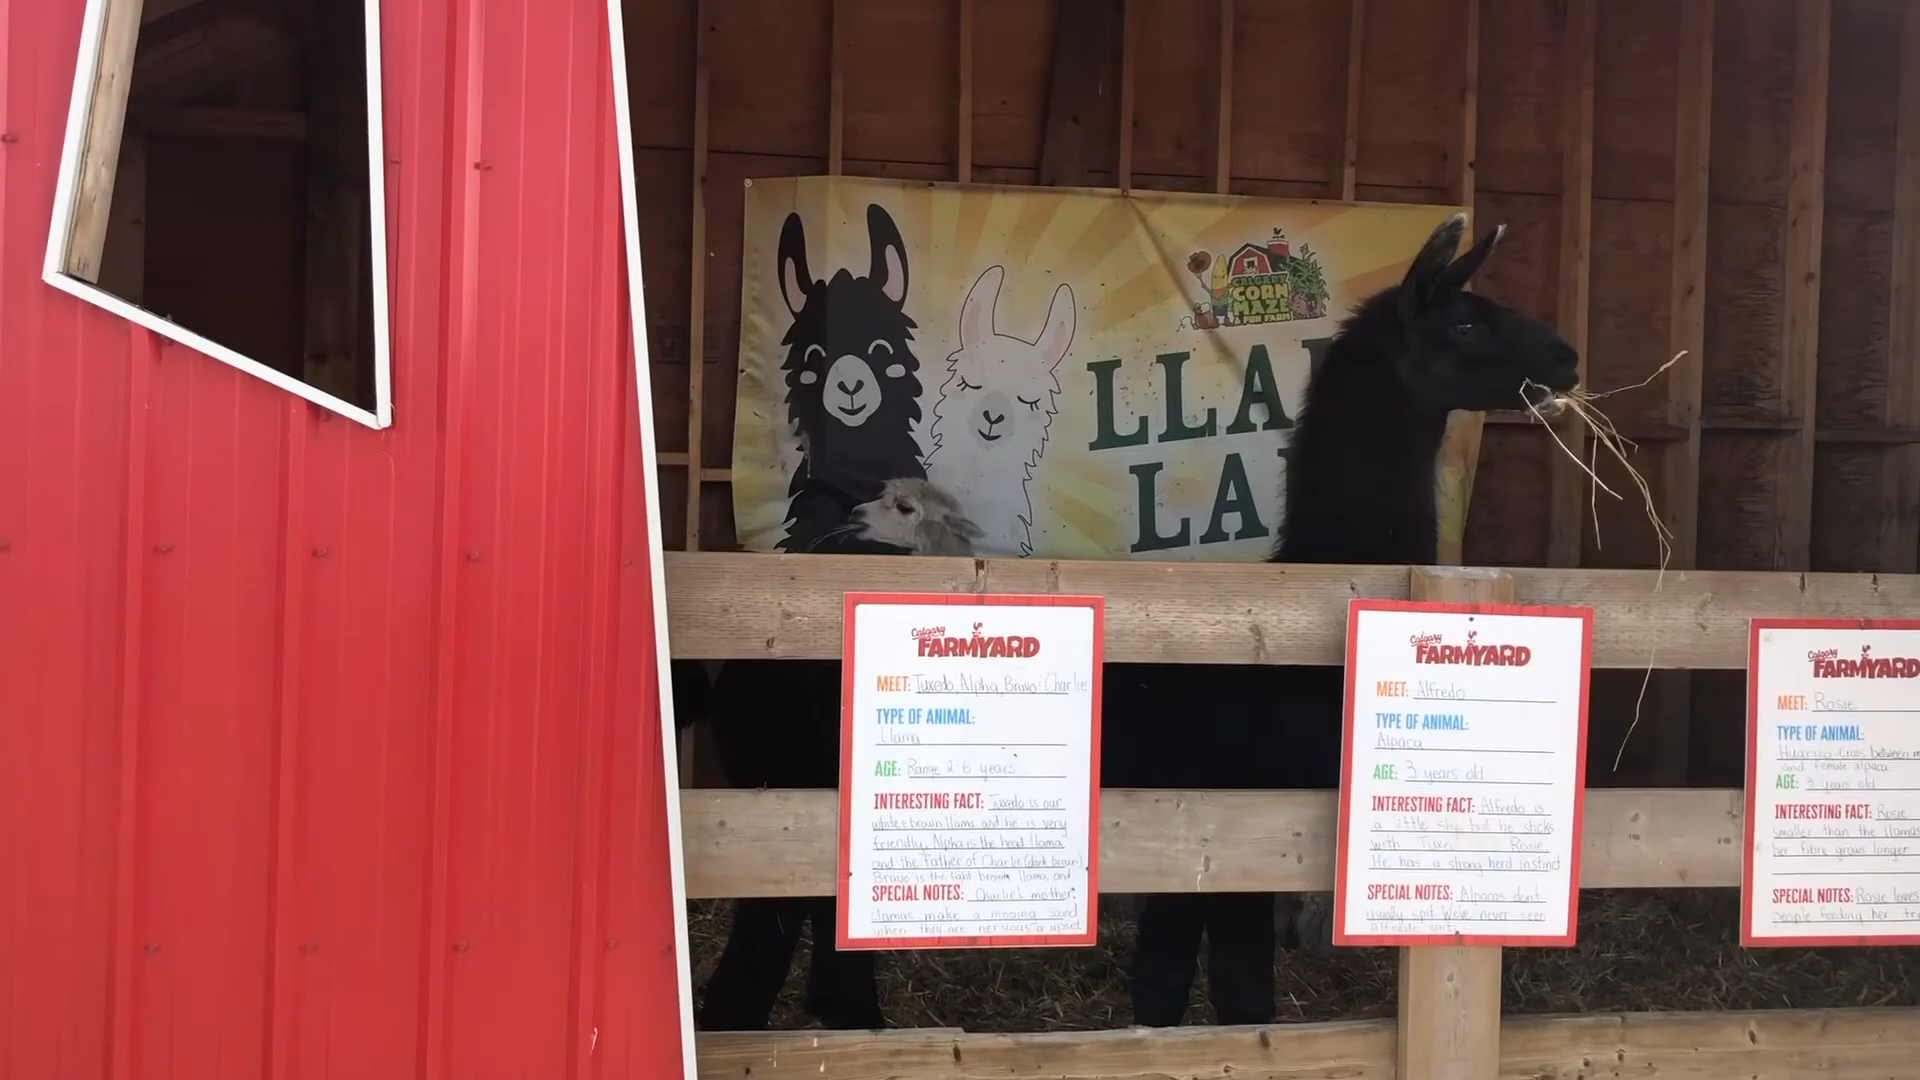 CALGARY
CORN
MAZE
& FUN FARM
LLA
LA
Calgary
FARMYARD
MEET: Tuxedo, Alpha, Bravo & Charlie
TYPE OF ANIMAL:
Llama
AGE: Range 2-6 years
INTERESTING FACT: Tuxedo is our
white & brown llama and he is very
friendly. Alpha is the head llama
and the father of Charlie (dark brown)
Bravo is the light brown llama, and
SPECIAL NOTES: Charlie's mother.
Llamas make a mooing sound
when they are nervous or upset
Calgary
FARMYARD
MEET: Alfredo
TYPE OF ANIMAL:
Alpaca
AGE: 3 years old
INTERESTING FACT: Alfredo is
a little shy but he sticks
with Rosie
He has a strong herd instinct
SPECIAL NOTES: Alpacas don't
usually spit. We've never seen
Alfredo spit.
Calgary
FARMYARD
MEET: Rosie
TYPE OF ANIMAL:
Cross between
and female alpaca
AGE: 3 years old
INTERESTING FACT: Rosie
smaller than the llamas
her fibre grows longer
SPECIAL NOTES: Rosie loves
people feeding her